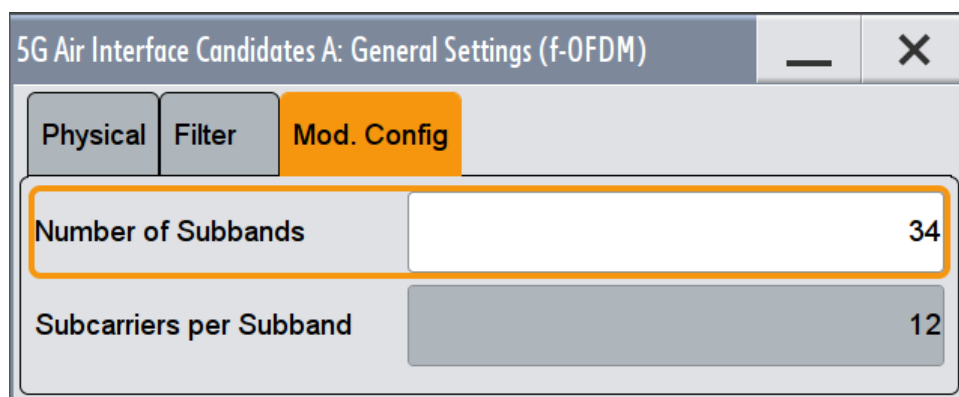 5G Air Interface Candidates A: General Settings (f-OFDM)
Physical Filter Mod. Config
Number of Subbands 34
Subcarriers per Subband 12